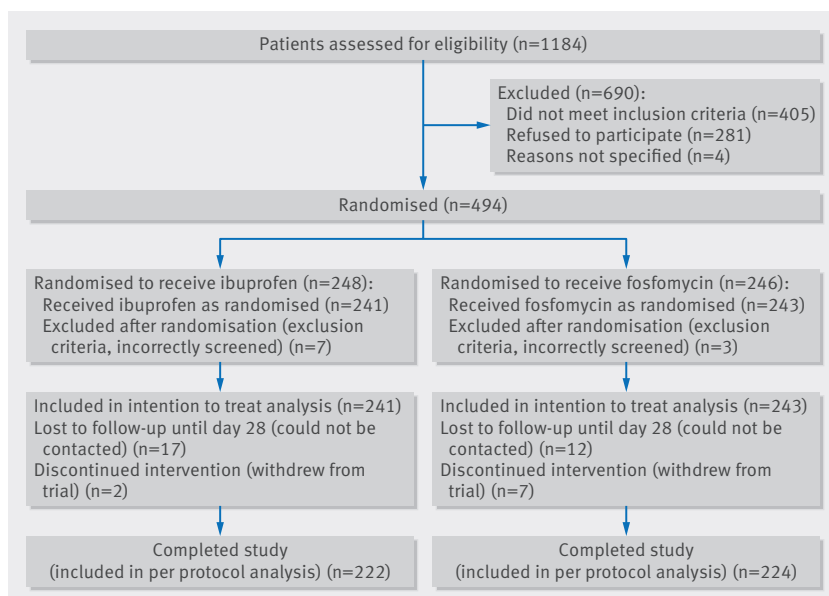 Patients assessed for eligibility (n=1184)
Excluded (n=690):
Did not meet inclusion criteria (n=405)
Refused to participate (n=281)
Reasons not specified (n=4)
Randomised (n=494)
Randomised to receive ibuprofen (n=248):
Received ibuprofen as randomised (n=241)
Excluded after randomisation (exclusion
criteria, incorrectly screened) (n=7)
Randomised to receive fosfomycin (n=246):
Received fosfomycin as randomised (n=243)
Excluded after randomisation (exclusion
criteria, incorrectly screened) (n=3)
Included in intention to treat analysis (n=241)
Lost to follow-up until day 28 (could not be
contacted) (n=17)
Discontinued intervention (withdrew from
trial) (n=2)
Included in intention to treat analysis (n=243)
Lost to follow-up until day 28 (could not be
contacted) (n=12)
Discontinued intervention (withdrew from
trial) (n=7)
Completed study
(included in per protocol analysis) (n=222)
Completed study
(included in per protocol analysis) (n=224)